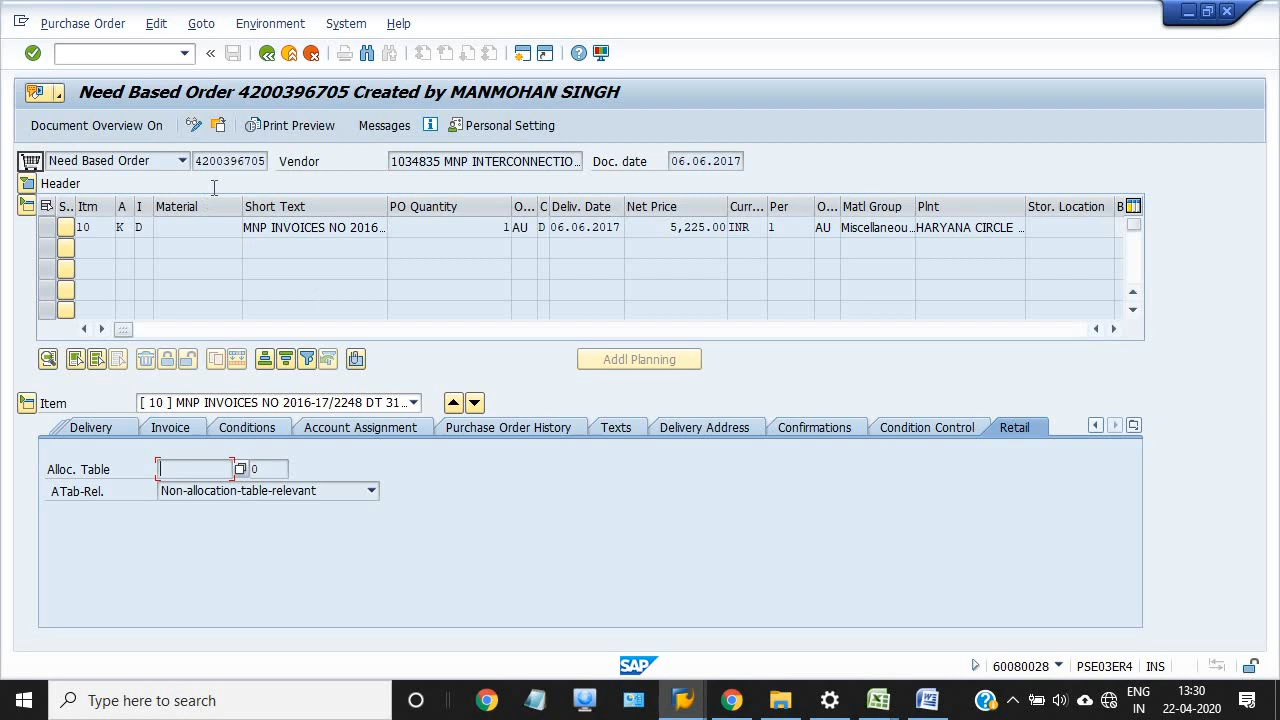 Purchase Order Edit Goto Environment System Help
Need Based Order 4200396705 Created by MANMOHAN SINGH
Document Overview On Print Preview Messages Personal Setting
Need Based Order 4200396705 Vendor 1034835 MNP INTERCONNECTIO... Doc. date 06.06.2017
Header
S.. Itm A I Material Short Text PO Quantity O... C Deliv. Date Net Price Curr... Per O... Matl Group Plnt Stor. Location B
10 K D MNP INVOICES NO 2016... 1 AU D 06.06.2017 5,225.00 INR 1 AU Miscellaneou... HARYANA CIRCLE ...
Addl Planning
Item [ 10 ] MNP INVOICES NO 2016-17/2248 DT 31...
Delivery Invoice Conditions Account Assignment Purchase Order History Texts Delivery Address Confirmations Condition Control Retail
Alloc. Table 0
ATab-Rel. Non-allocation-table-relevant
SAP
60080028 PSE03ER4 INS
Type here to search
ENG 13:30
IN 22-04-2020